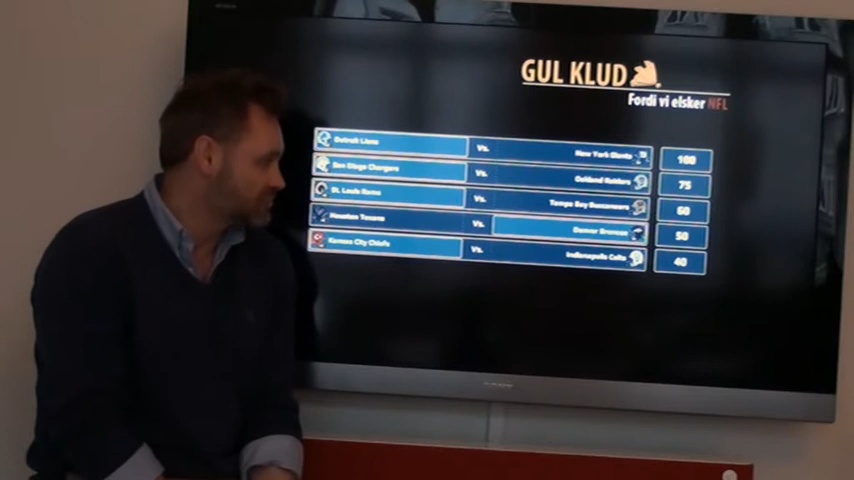 GUL KLUD
Fordi vi elsker NFL
Detroit Lions Vs. New York Giants 100
San Diego Chargers Vs. Oakland Raiders 75
St. Louis Rams Vs. Tampa Bay Buccaneers 60
Houston Texans Vs. Denver Broncos 50
Kansas City Chiefs Vs. Indianapolis Colts 40
SONY